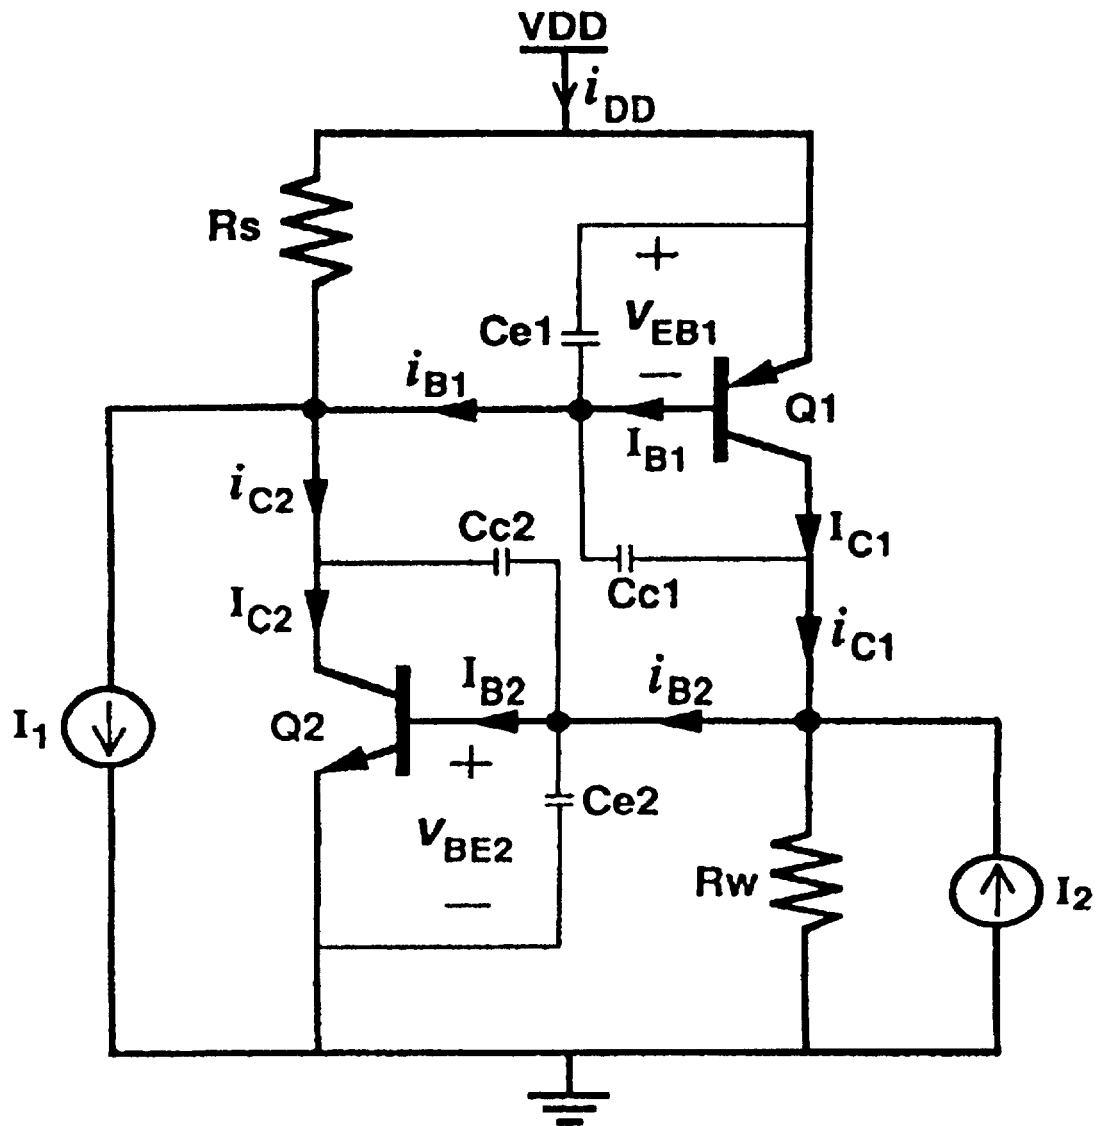 VDD
iDD
Rs
+
Ce1
VEB1
iB1
−
Q1
IB1
iC2
Cc2
IC1
Cc1
IC2
iC1
IB2
iB2
I1
Q2
+
Ce2
VBE2
Rw
I2
−